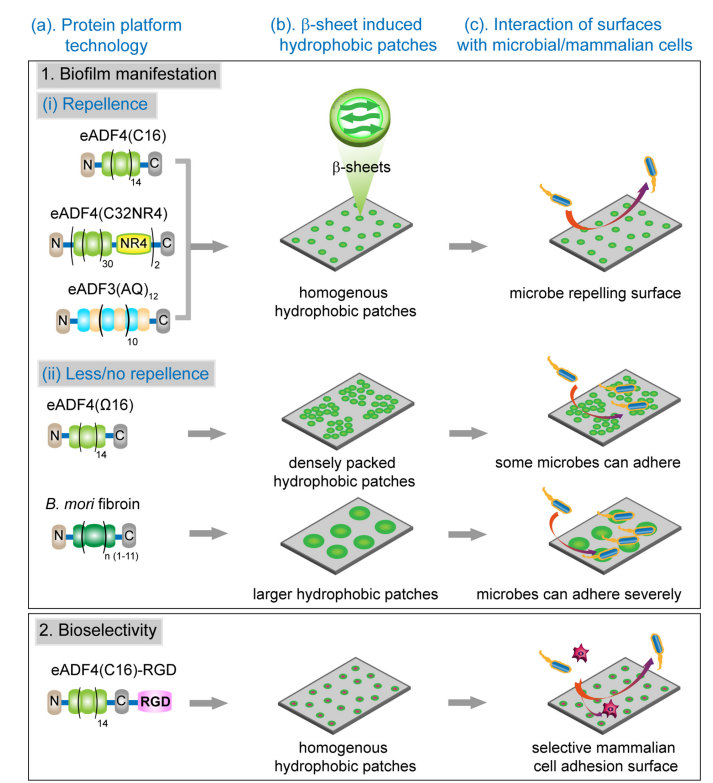 (a). Protein platform
technology
(b). β-sheet induced
hydrophobic patches
(c). Interaction of surfaces
with microbial/mammalian cells
1. Biofilm manifestation
(i) Repellence
eADF4(C16)
N C
14
β-sheets
eADF4(C32NR4)
N NR4 C
30 2
eADF3(AQ)12
N C
10
homogenous
hydrophobic patches
microbe repelling surface
(ii) Less/no repellence
eADF4(Ω16)
N C
14
densely packed
hydrophobic patches
some microbes can adhere
B. mori fibroin
N C
n (1-11)
larger hydrophobic patches
microbes can adhere severely
2. Bioselectivity
eADF4(C16)-RGD
N C RGD
14
homogenous
hydrophobic patches
selective mammalian
cell adhesion surface